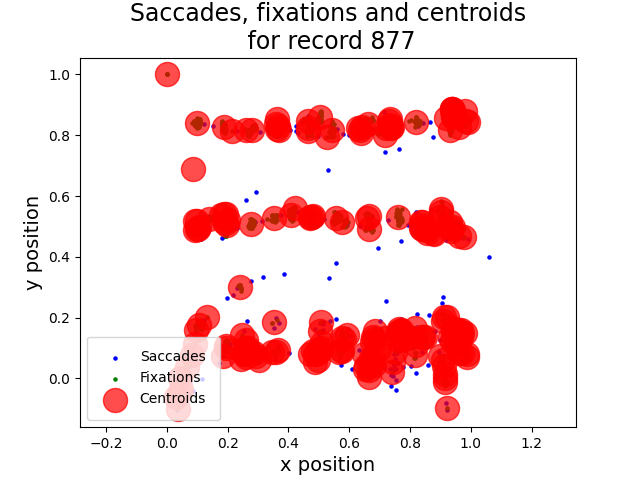 Saccades, fixations and centroids
for record 877
1.0
0.8
0.6
0.4
0.2
0.0
y position
Saccades
Fixations
Centroids
−0.2 0.0 0.2 0.4 0.6 0.8 1.0 1.2
x position